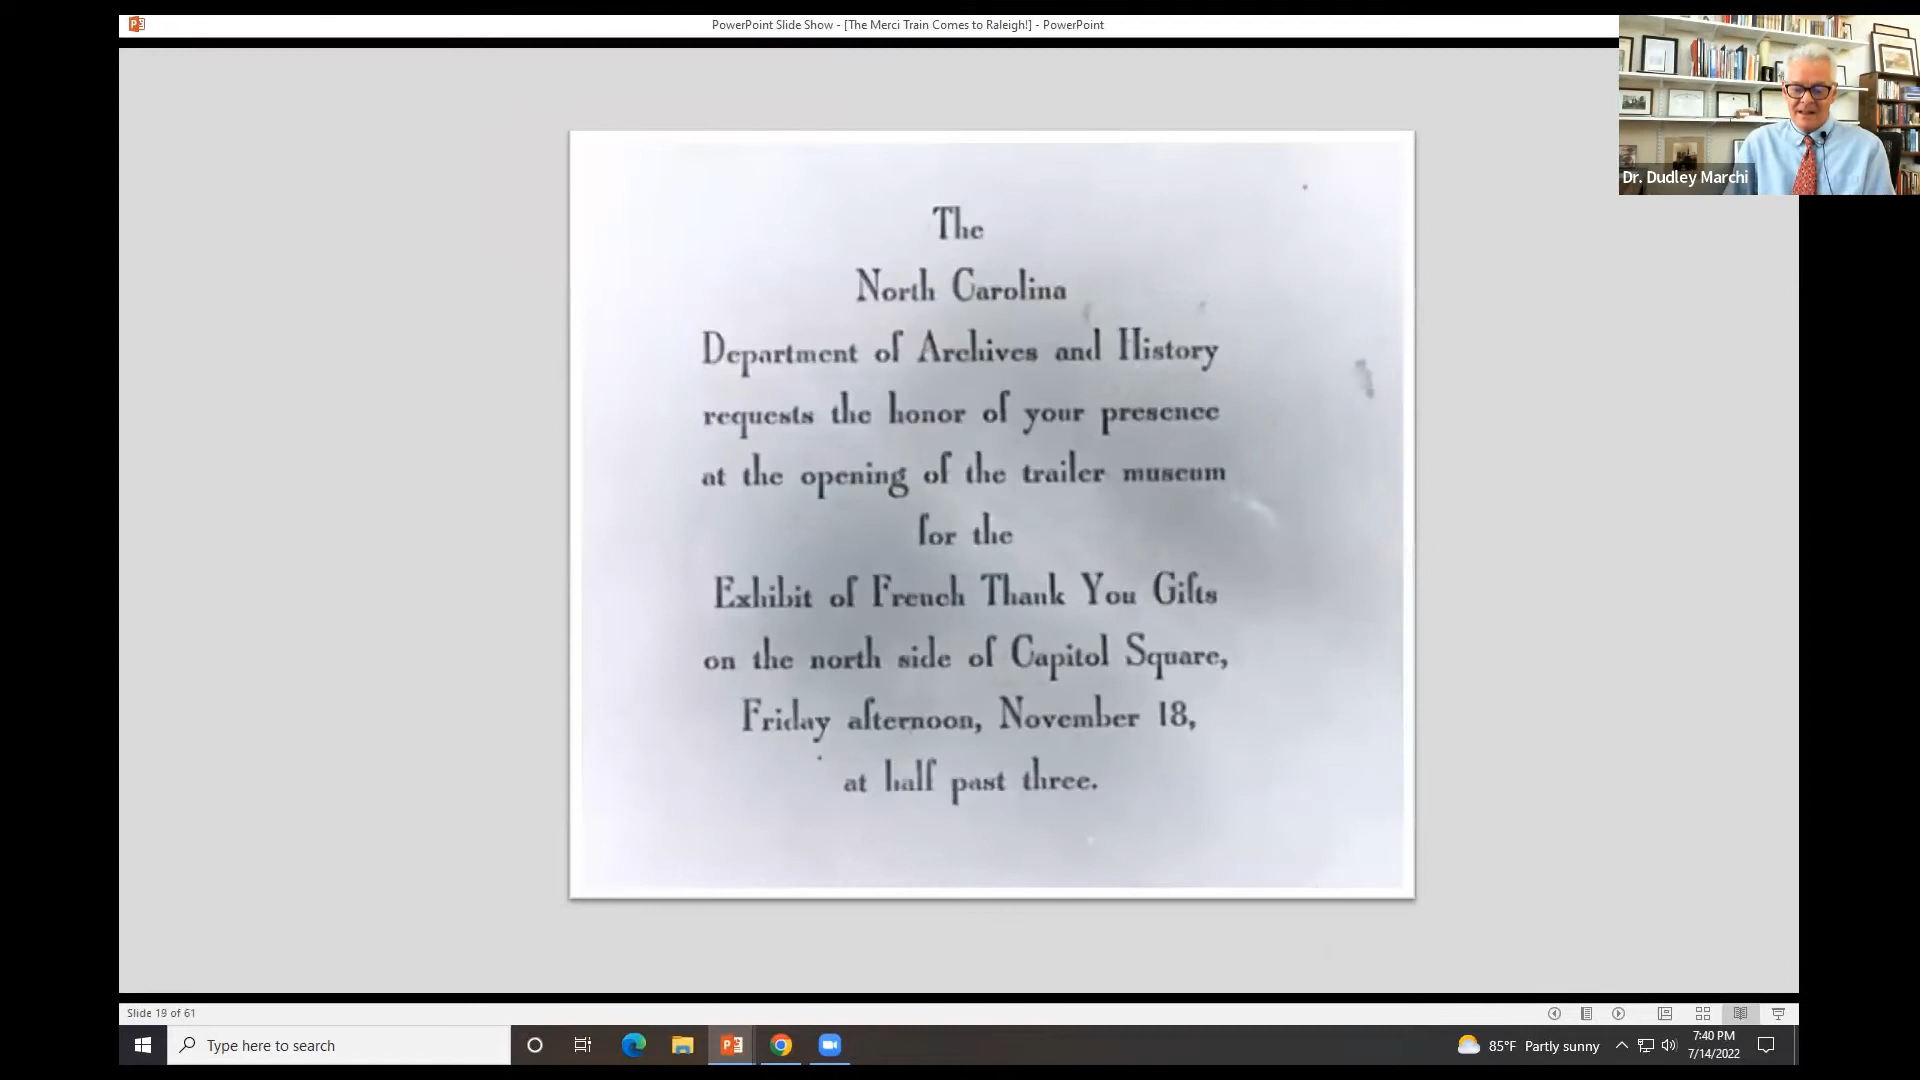 PowerPoint Slide Show - [The Merci Train Comes to Raleigh!] - PowerPoint
Dr. Dudley Marchi
The
North Carolina
Department of Archives and History
requests the honor of your presence
at the opening of the trailer museum
for the
Exhibit of French Thank You Gifts
on the north side of Capitol Square,
Friday afternoon, November 18,
at half past three.
Slide 19 of 61
Type here to search
85°F Partly sunny
7:40 PM
7/14/2022